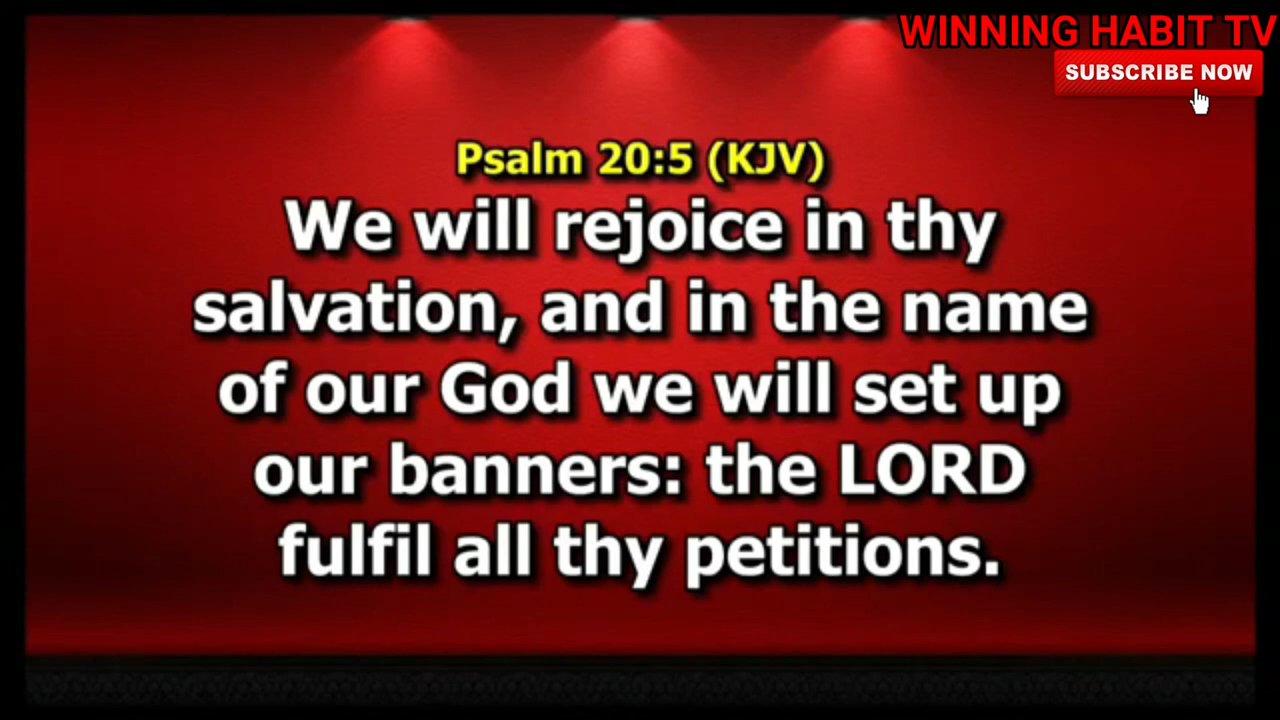 WINNING HABIT TV
SUBSCRIBE NOW
Psalm 20:5 (KJV)
We will rejoice in thy
salvation, and in the name
of our God we will set up
our banners: the LORD
fulfil all thy petitions.